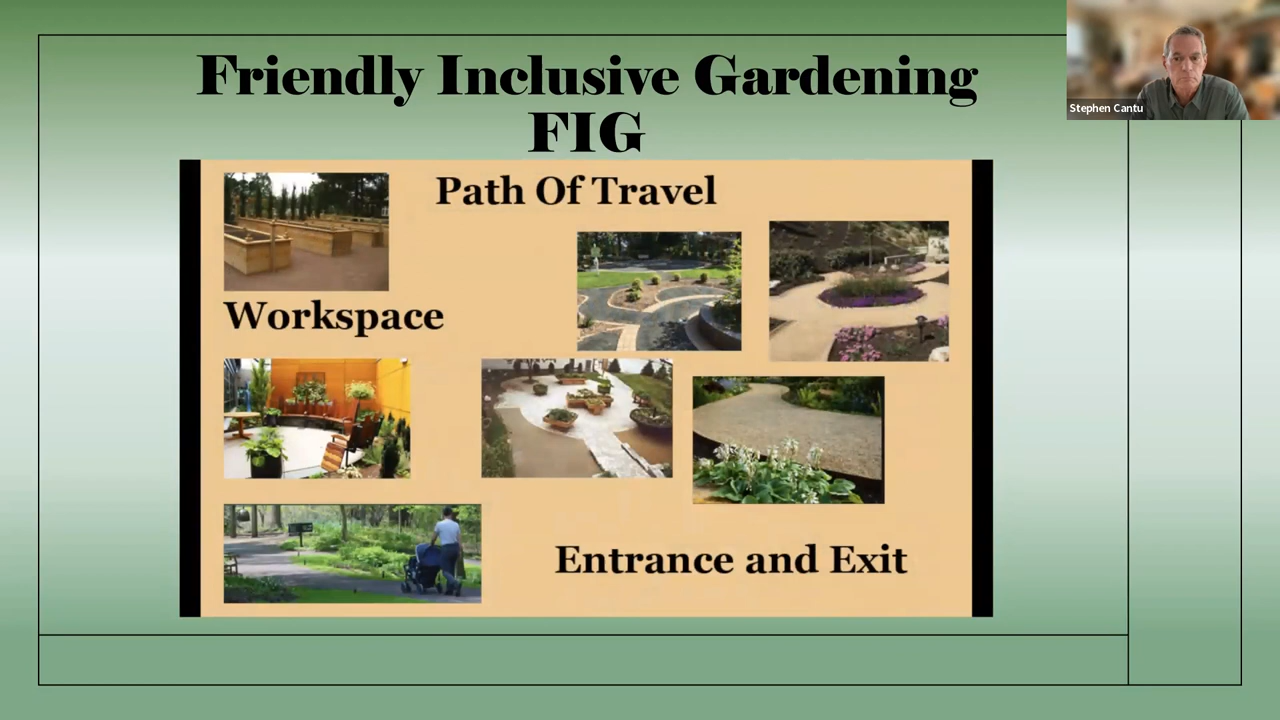 Friendly Inclusive Gardening
FIG
Stephen Cantu
Path Of Travel
Workspace
Entrance and Exit